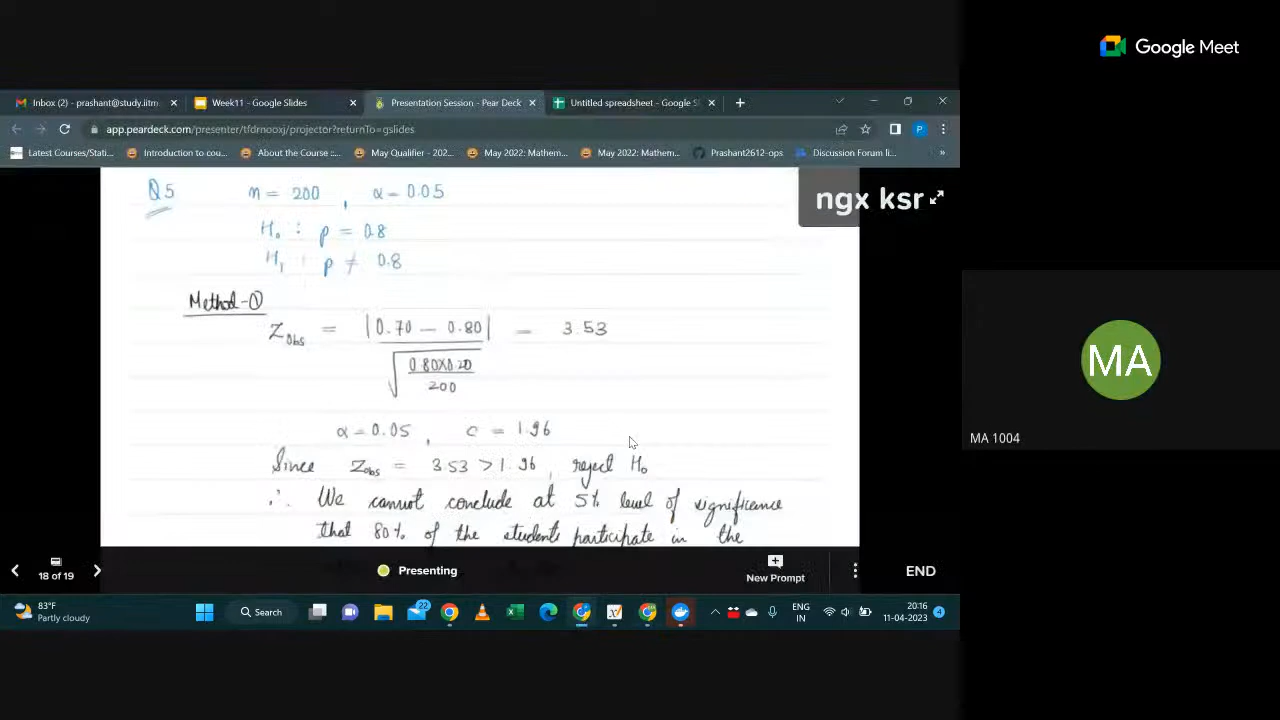 Google Meet
Inbox (2) - prashant@study.iitm
Week11 - Google Slides
Presentation Session - Pear Deck
Untitled spreadsheet - Google S
app.peardeck.com/presenter/tfdrnooxj/projector?returnTo=gslides
P
Latest Courses/Stati...
Introduction to cou...
About the Course ::...
May Qualifier - 202...
May 2022: Mathem...
May 2022: Mathem...
Prashant2612-ops
Discussion Forum li...
»
ngx ksr
Q5 n = 200 , α = 0.05
H₀ : p = 0.8
H₁ : p ≠ 0.8
Method-①
Z_obs = |0.70 – 0.80| / √(0.80×0.20 / 200) = 3.53
α = 0.05 , c = 1.96
Since Z_obs = 3.53 > 1.96, reject H₀
∴ We cannot conclude at 5% level of significance
that 80% of the students participate in the
MA
MA 1004
18 of 19
Presenting
New Prompt
END
83°F
Partly cloudy
Search
22
ENG
IN
20:16
11-04-2023
4